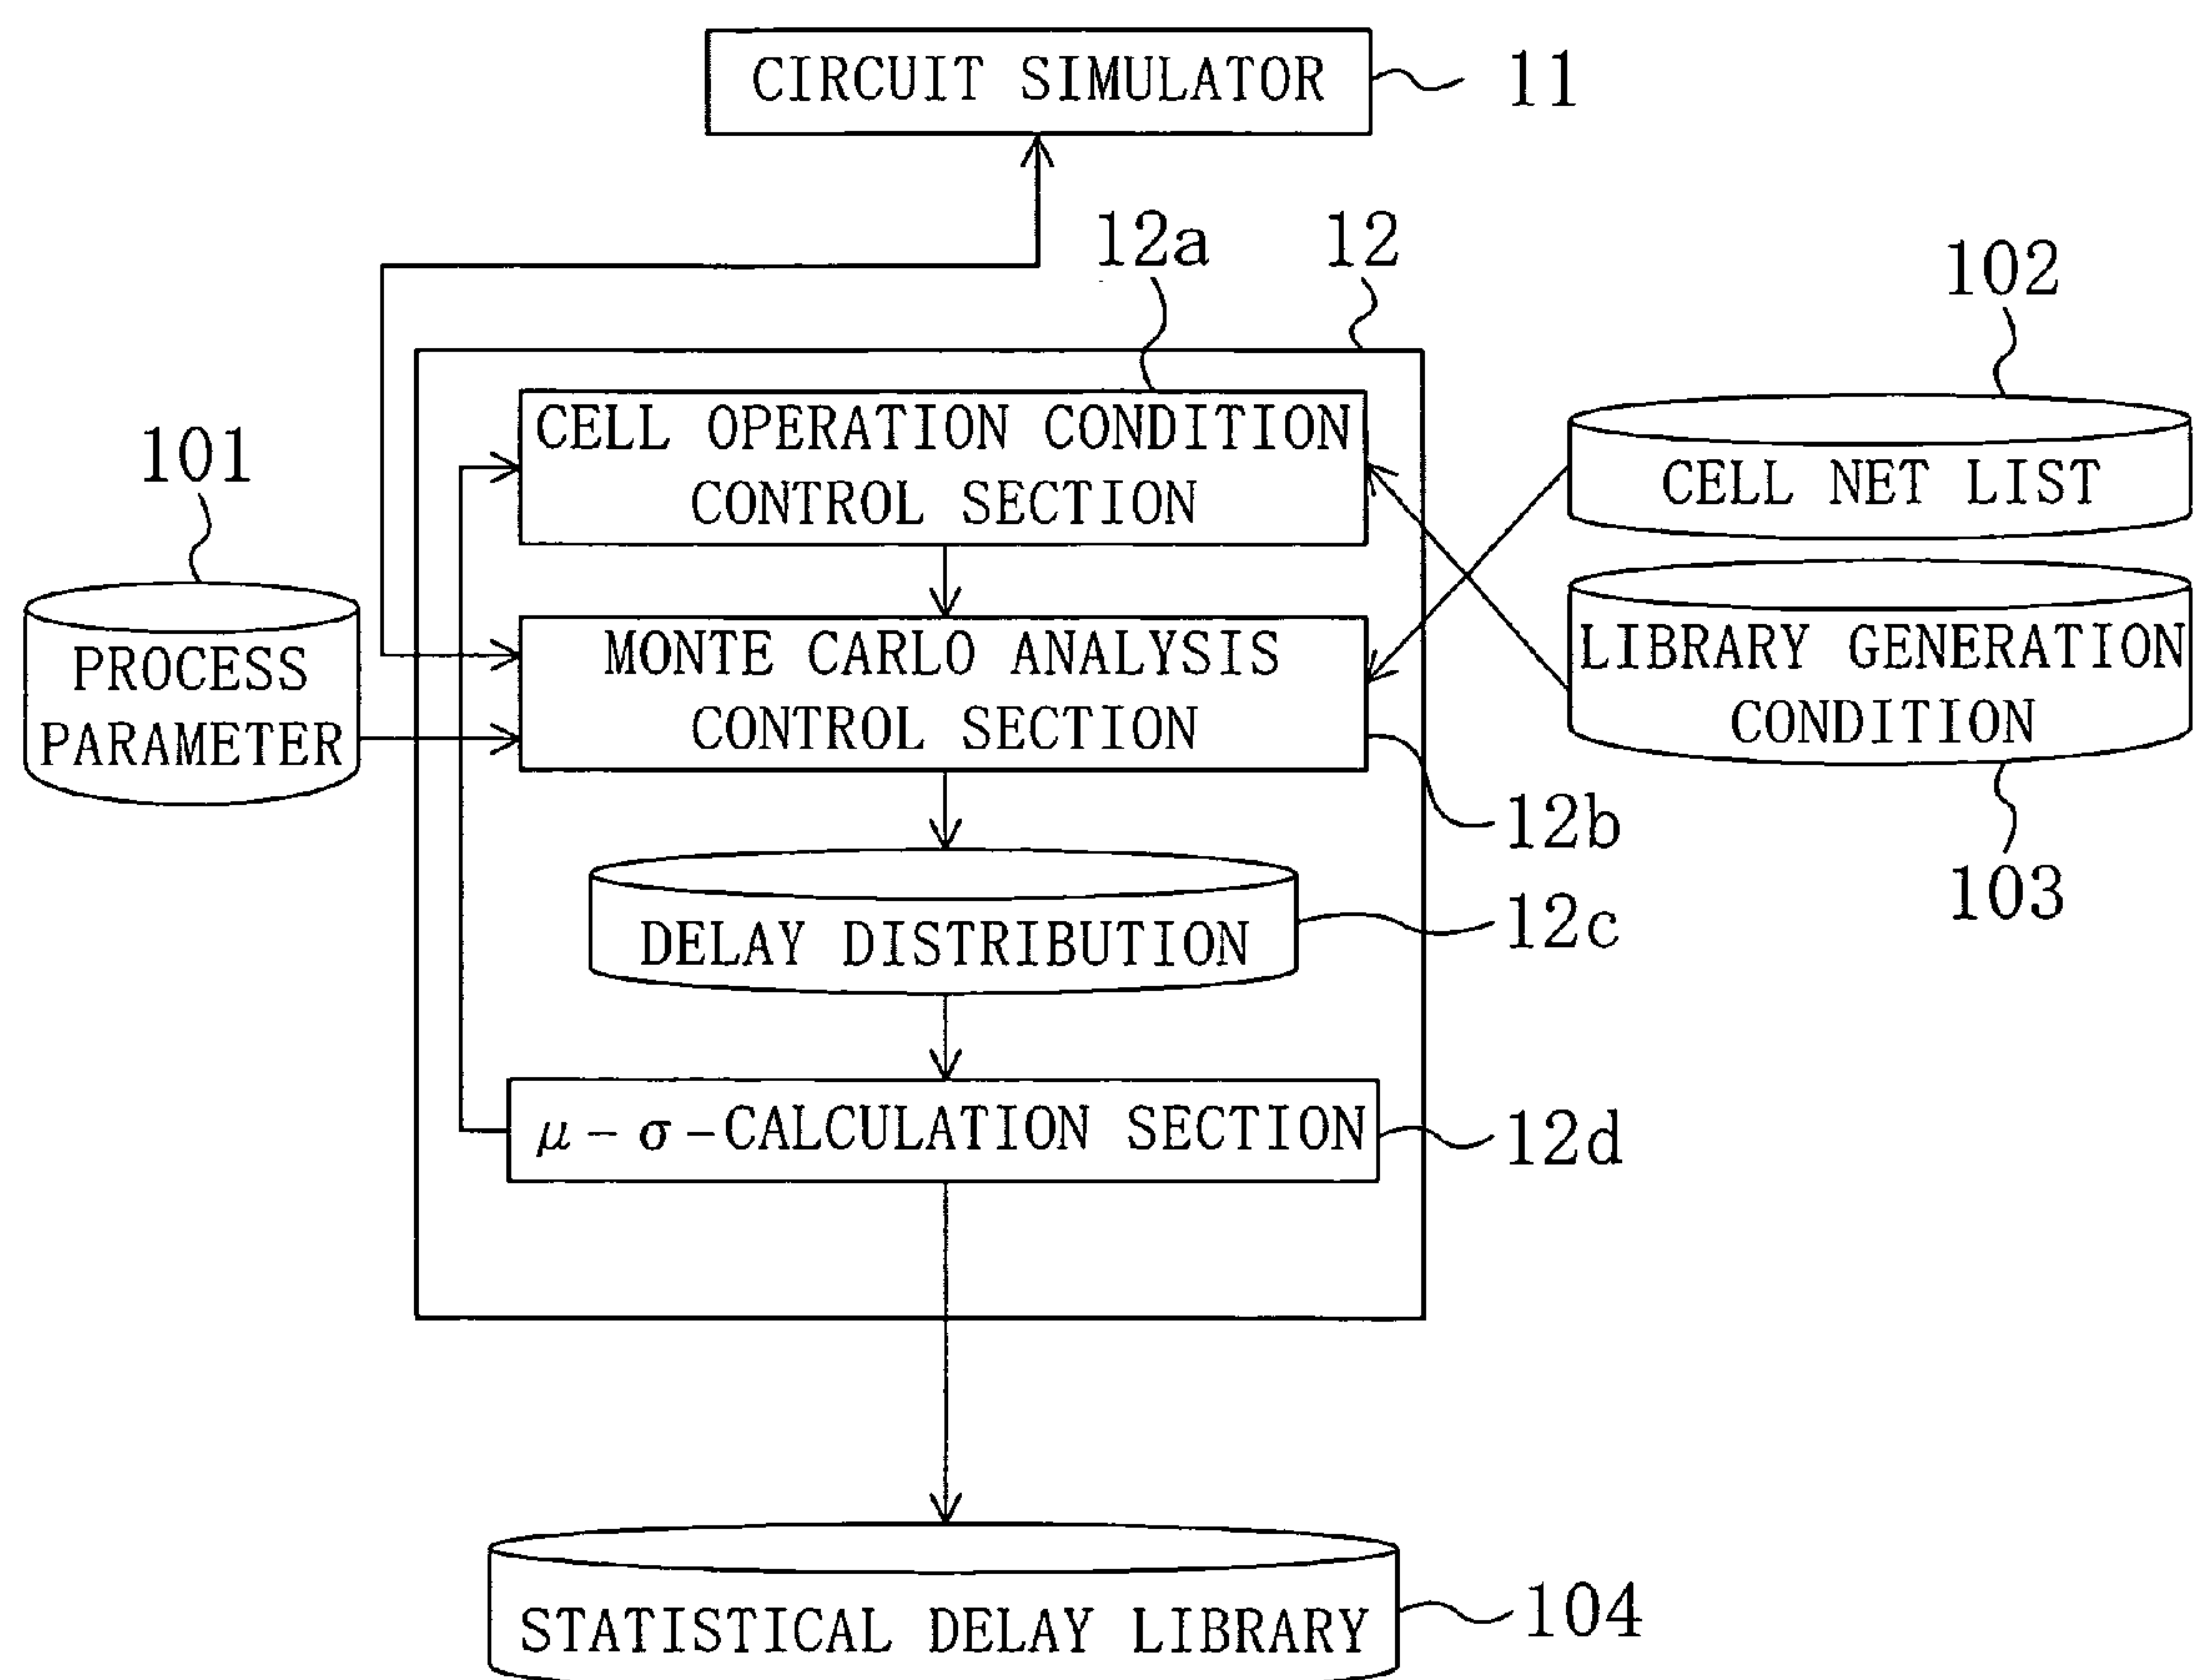 CIRCUIT SIMULATOR
11
12a
12
102
CELL OPERATION CONDITION
CONTROL SECTION
CELL NET LIST
101
PROCESS
PARAMETER
MONTE CARLO ANALYSIS
CONTROL SECTION
LIBRARY GENERATION
CONDITION
12b
103
DELAY DISTRIBUTION
12c
μ-σ-CALCULATION SECTION
12d
STATISTICAL DELAY LIBRARY
104